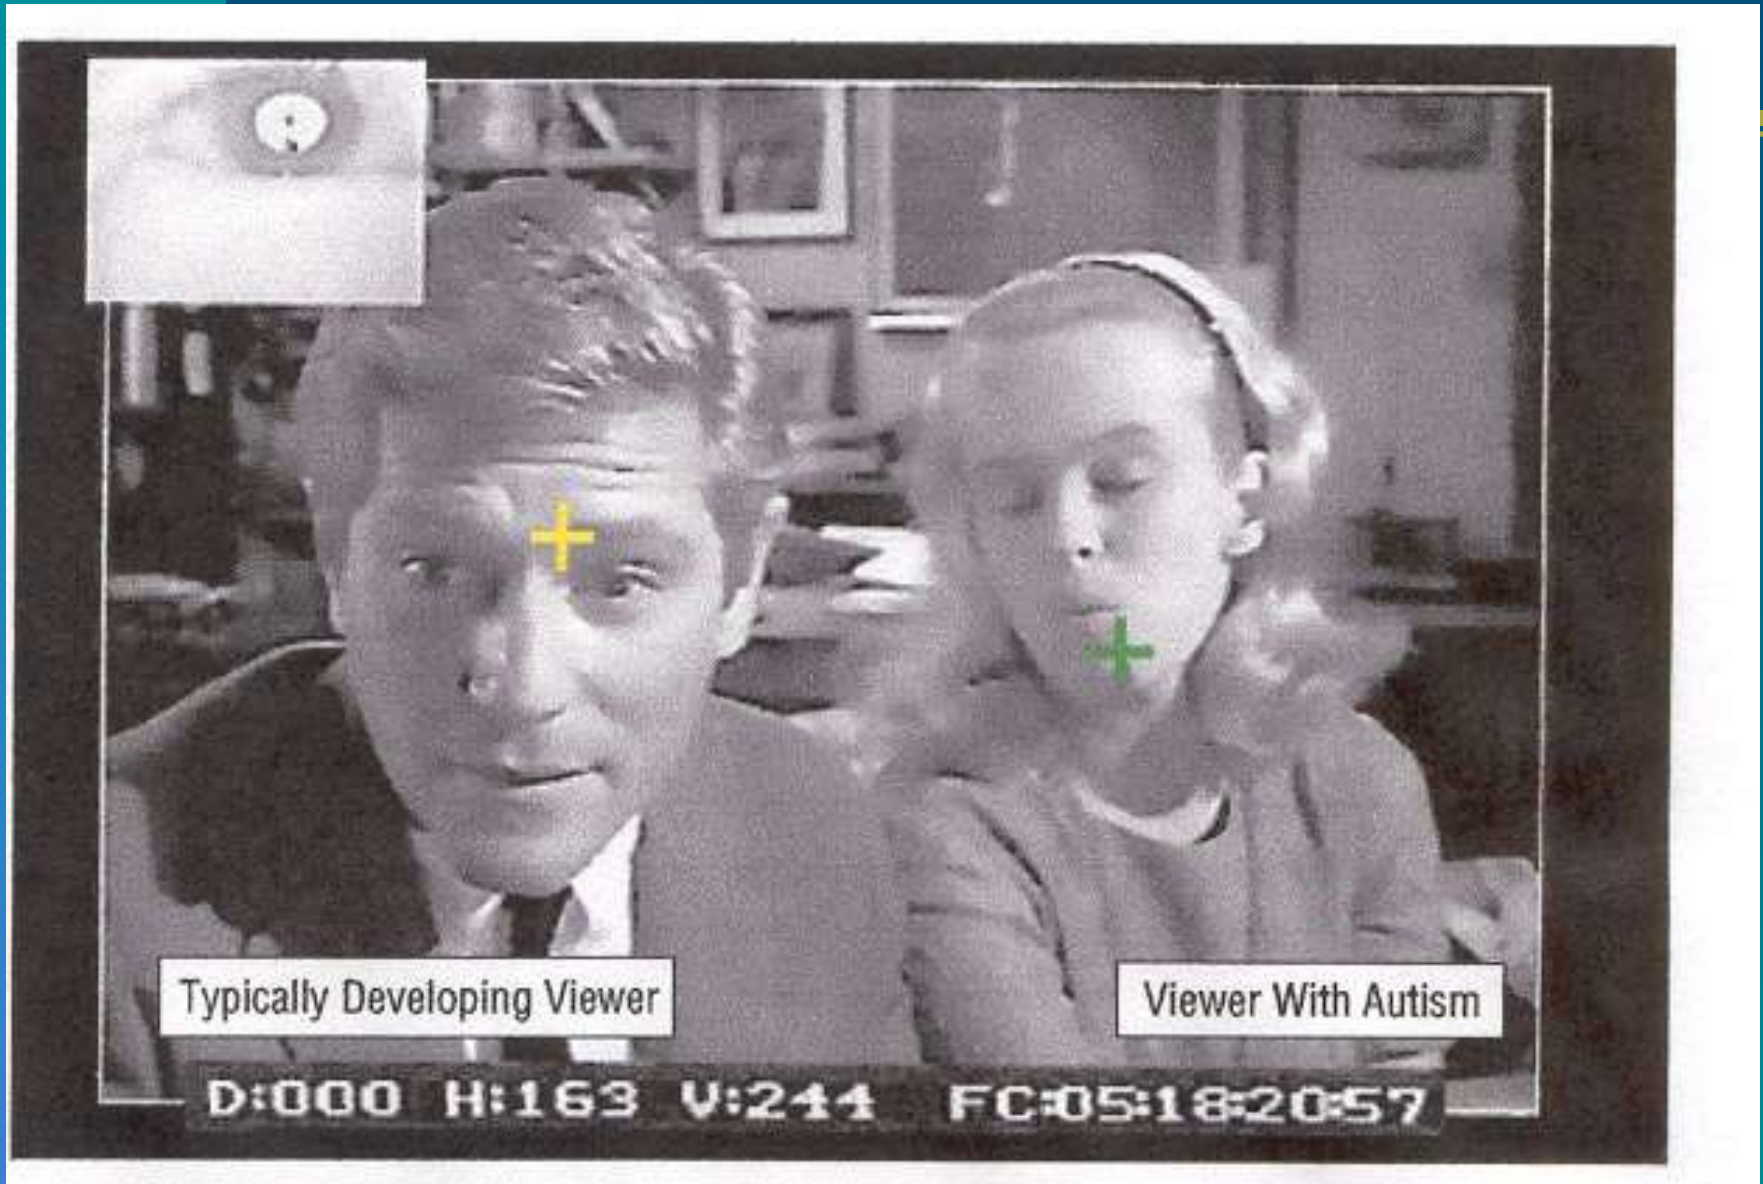 Typically Developing Viewer
Viewer With Autism
D:000 H:163 V:244 FC:05:18:20:57